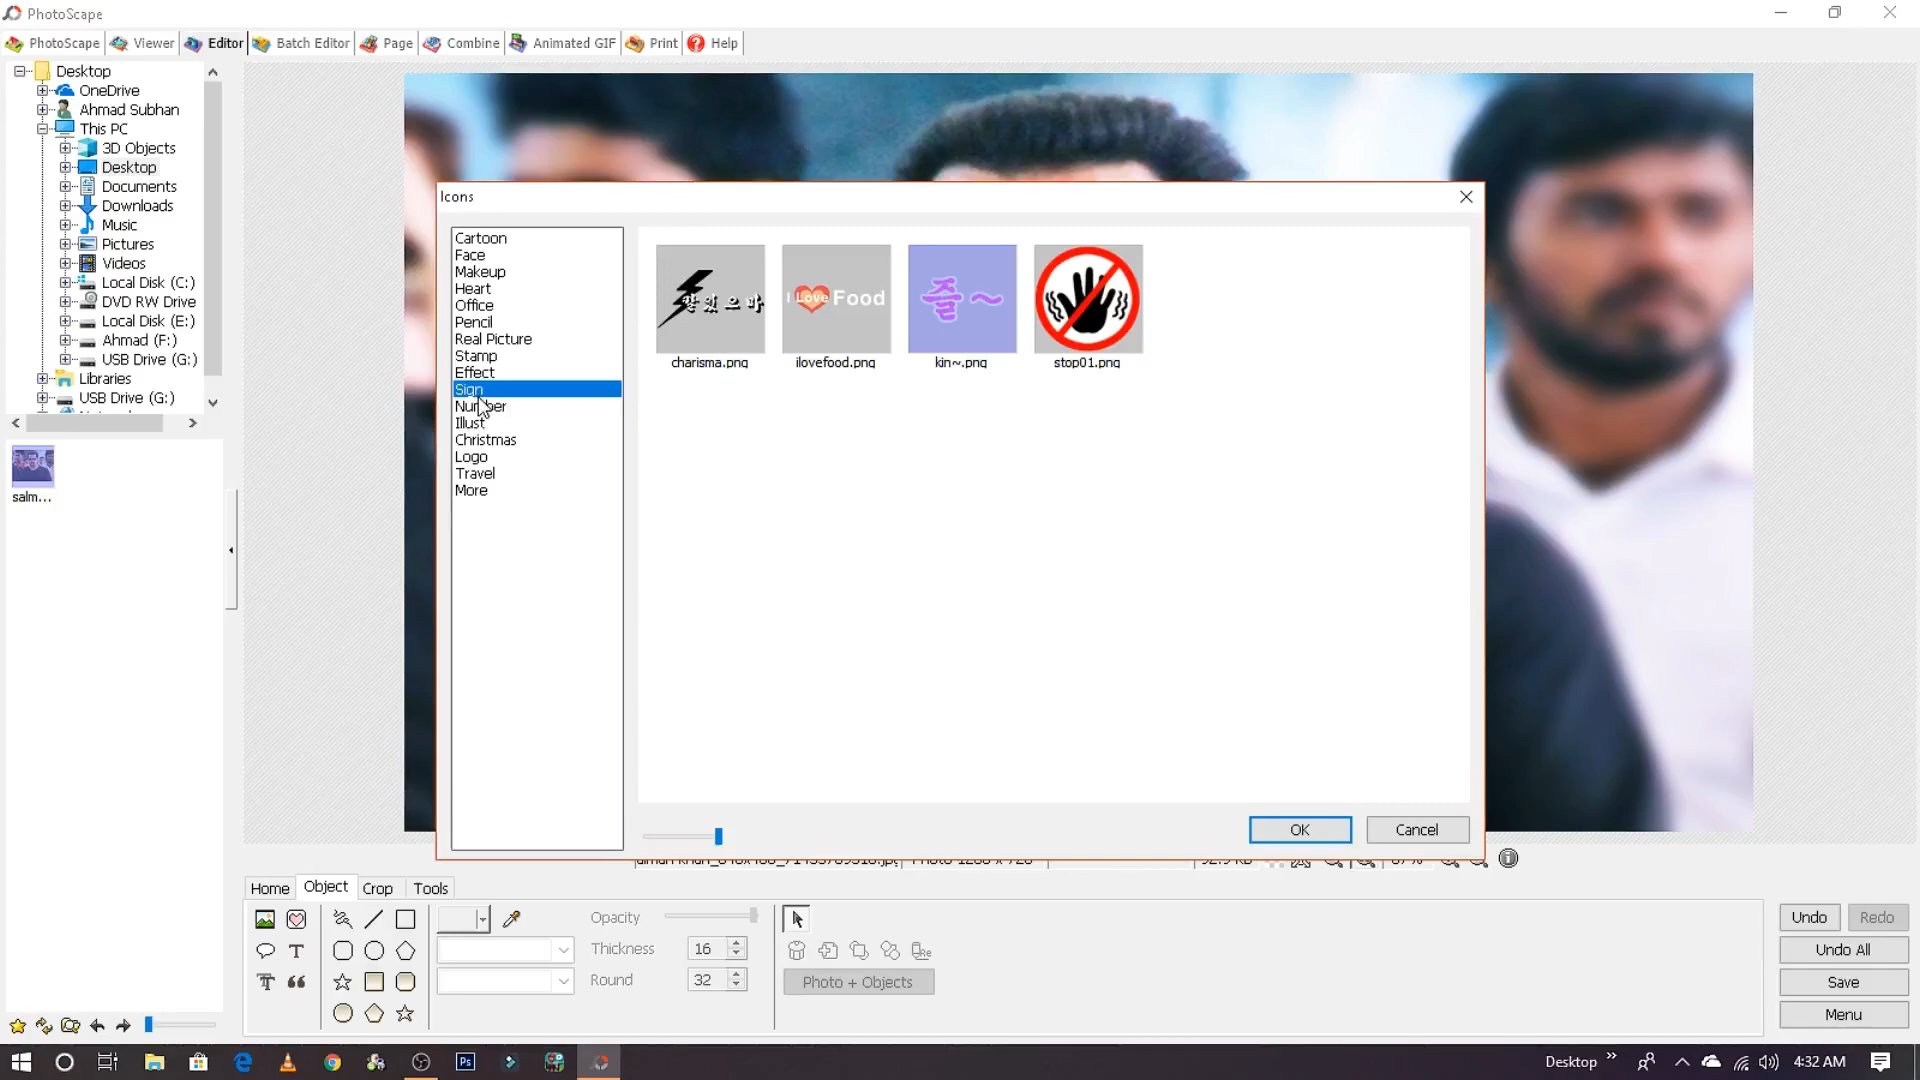 PhotoScape
PhotoScape Viewer Editor Batch Editor Page Combine Animated GIF Print Help
Desktop
OneDrive
Ahmad Subhan
This PC
3D Objects
Desktop
Documents
Downloads
Music
Pictures
Videos
Local Disk (C:)
DVD RW Drive
Local Disk (E:)
Ahmad (F:)
USB Drive (G:)
Libraries
USB Drive (G:)
salm...
Icons
Cartoon
Face
Makeup
Heart
Office
Pencil
Real Picture
Stamp
Effect
Sign
Number
Illust
Christmas
Logo
Travel
More
I Love Food
즐~
charisma.png ilovefood.png kin~.png stop01.png
OK Cancel
Home Object Crop Tools
Opacity
Thickness 16
Round 32
Photo + Objects
Undo Redo
Undo All
Save
Menu
Ps
Desktop 4:32 AM